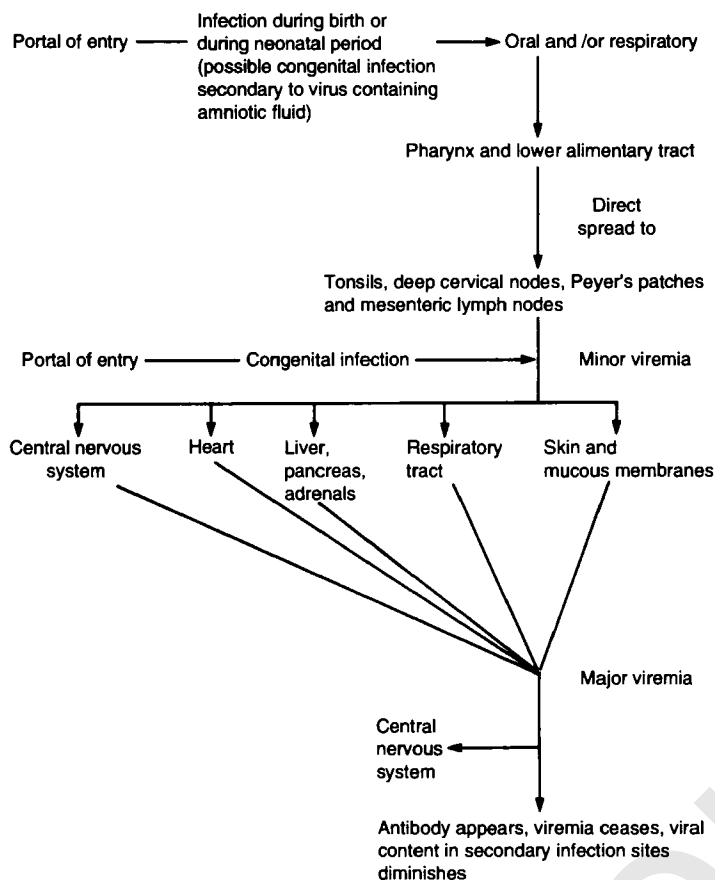 Portal of entry
Infection during birth or
during neonatal period
(possible congenital infection
secondary to virus containing
amniotic fluid)
Oral and /or respiratory
Pharynx and lower alimentary tract
Direct
spread to
Tonsils, deep cervical nodes, Peyer's patches
and mesenteric lymph nodes
Portal of entry
Congenital infection
Minor viremia
Central nervous
system
Heart
Liver,
pancreas,
adrenals
Respiratory
tract
Skin and
mucous membranes
Major viremia
Central
nervous
system
Antibody appears, viremia ceases, viral
content in secondary infection sites
diminishes